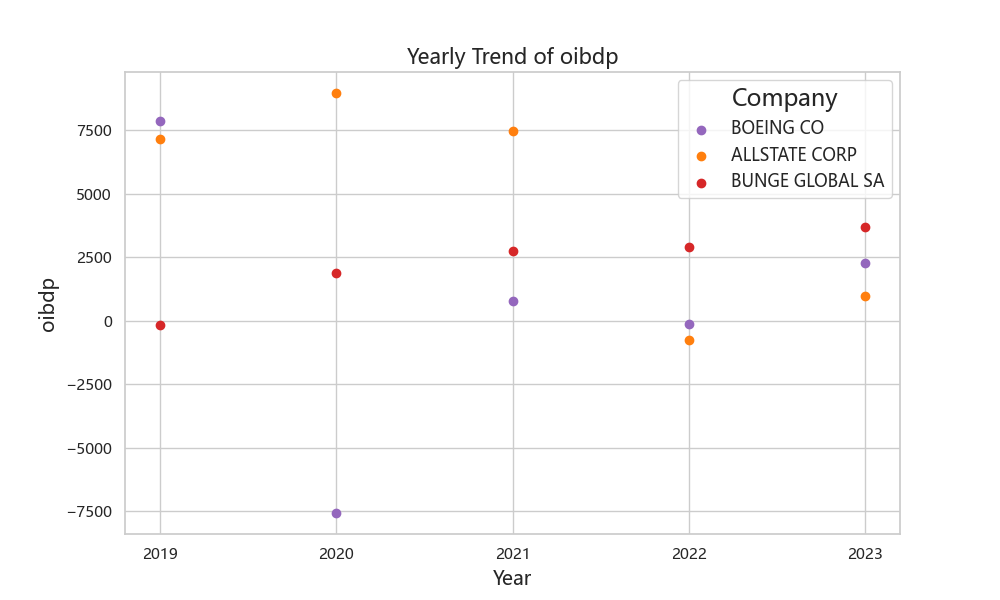 Yearly Trend of oibdp
Company
BOEING CO
ALLSTATE CORP
BUNGE GLOBAL SA
7500
5000
2500
0
−2500
−5000
−7500
oibdp
2019
2020
2021
2022
2023
Year